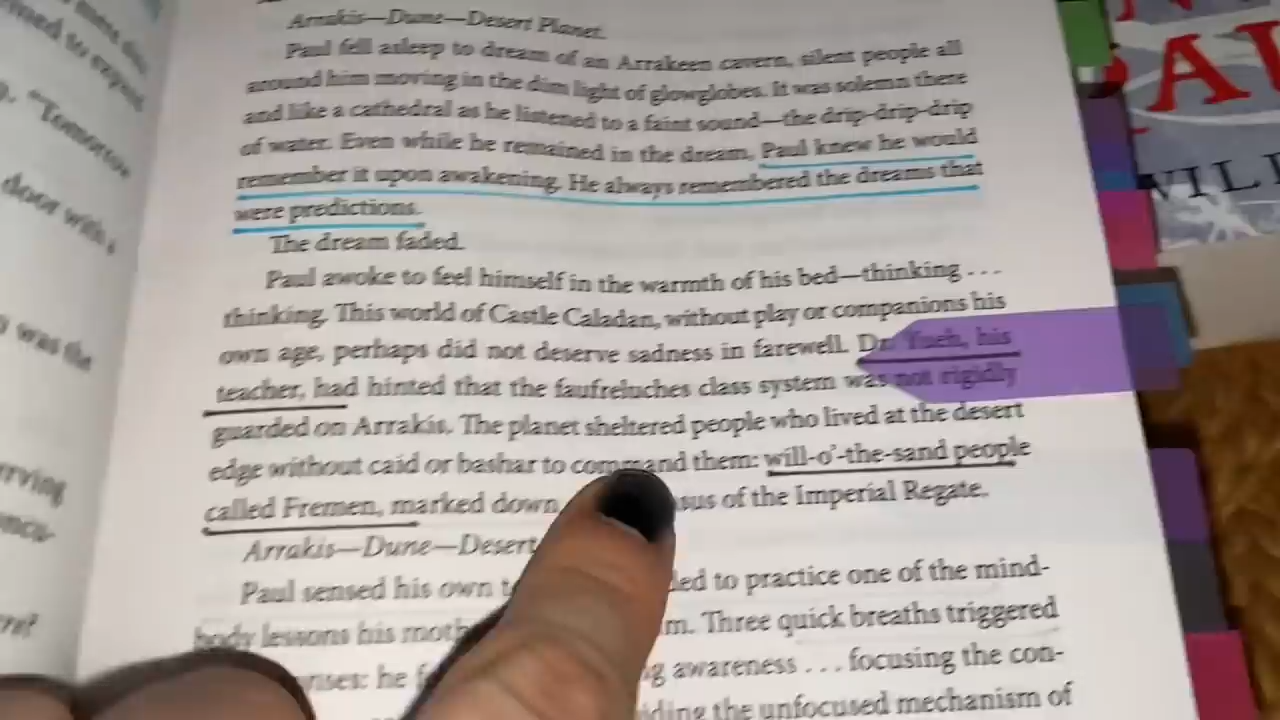 Arrakis—Dune—Desert Planet.
Paul fell asleep to dream of an Arrakeen cavern, silent people all
around him moving in the dim light of glowglobes. It was solemn there
and like a cathedral as he listened to a faint sound—the drip-drip-drip
of water. Even while he remained in the dream, Paul knew he would
remember it upon awakening. He always remembered the dreams that
were predictions.
The dream faded.
Paul awoke to feel himself in the warmth of his bed—thinking . . .
thinking. This world of Castle Caladan, without play or companions his
own age, perhaps did not deserve sadness in farewell. Dr. Yueh, his
teacher, had hinted that the faufreluches class system was not rigidly
guarded on Arrakis. The planet sheltered people who lived at the desert
edge without caid or bashar to command them: will-o'-the-sand people
called Fremen, marked down of the Imperial Regate.
Arrakis—Dune—Desert
Paul sensed his own to practice one of the mind-
body lessons his Three quick breaths triggered
he awareness . . . focusing the con-
the unfocused mechanism of
"Tomorrow
door with a
was the